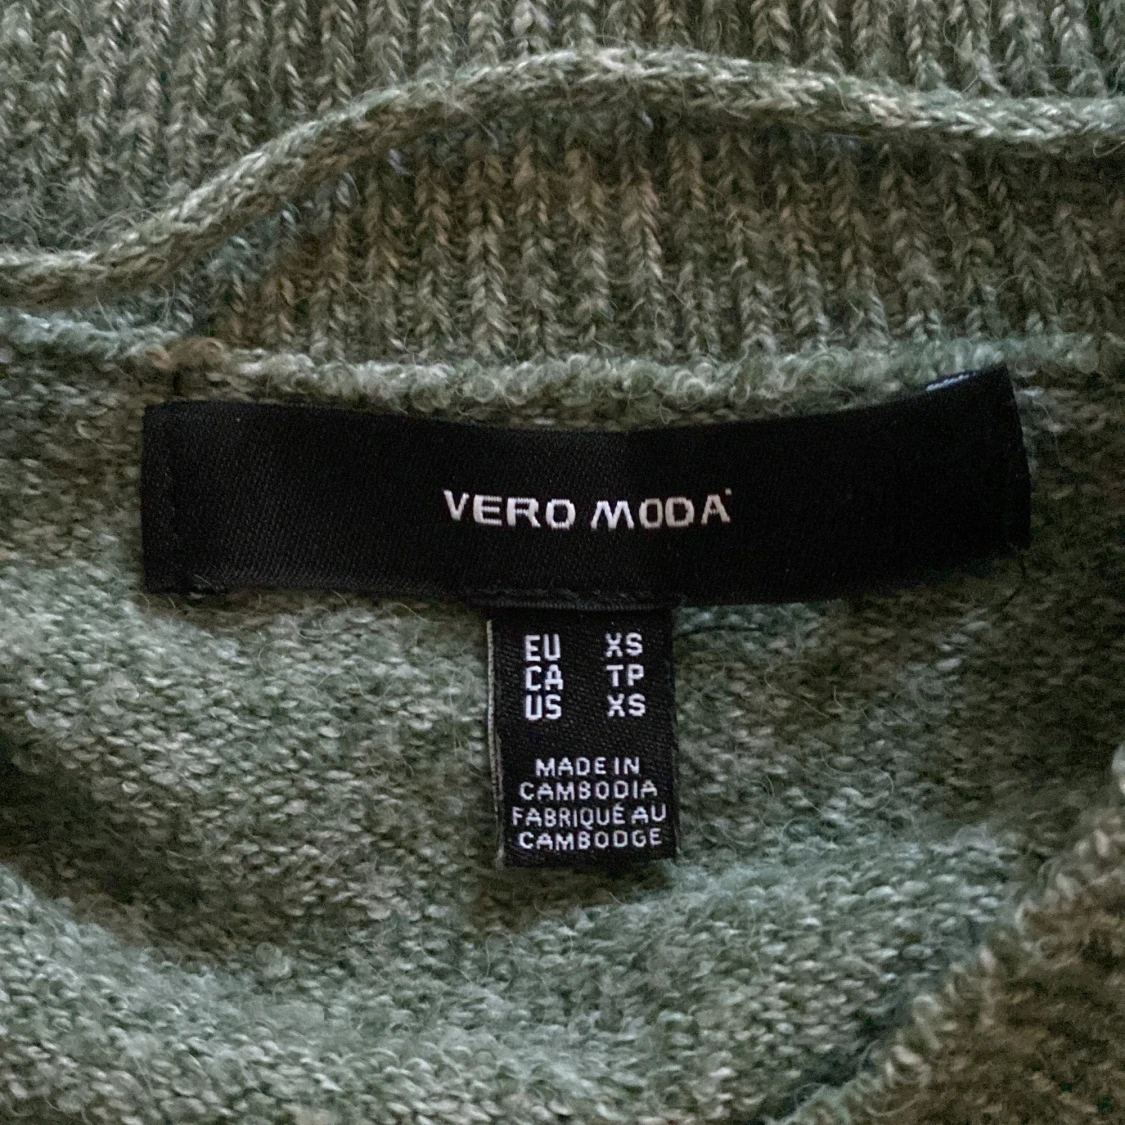 VERO MODA
EU XS
CA TP
US XS
MADE IN
CAMBODIA
FABRIQUÉ AU
CAMBODGE